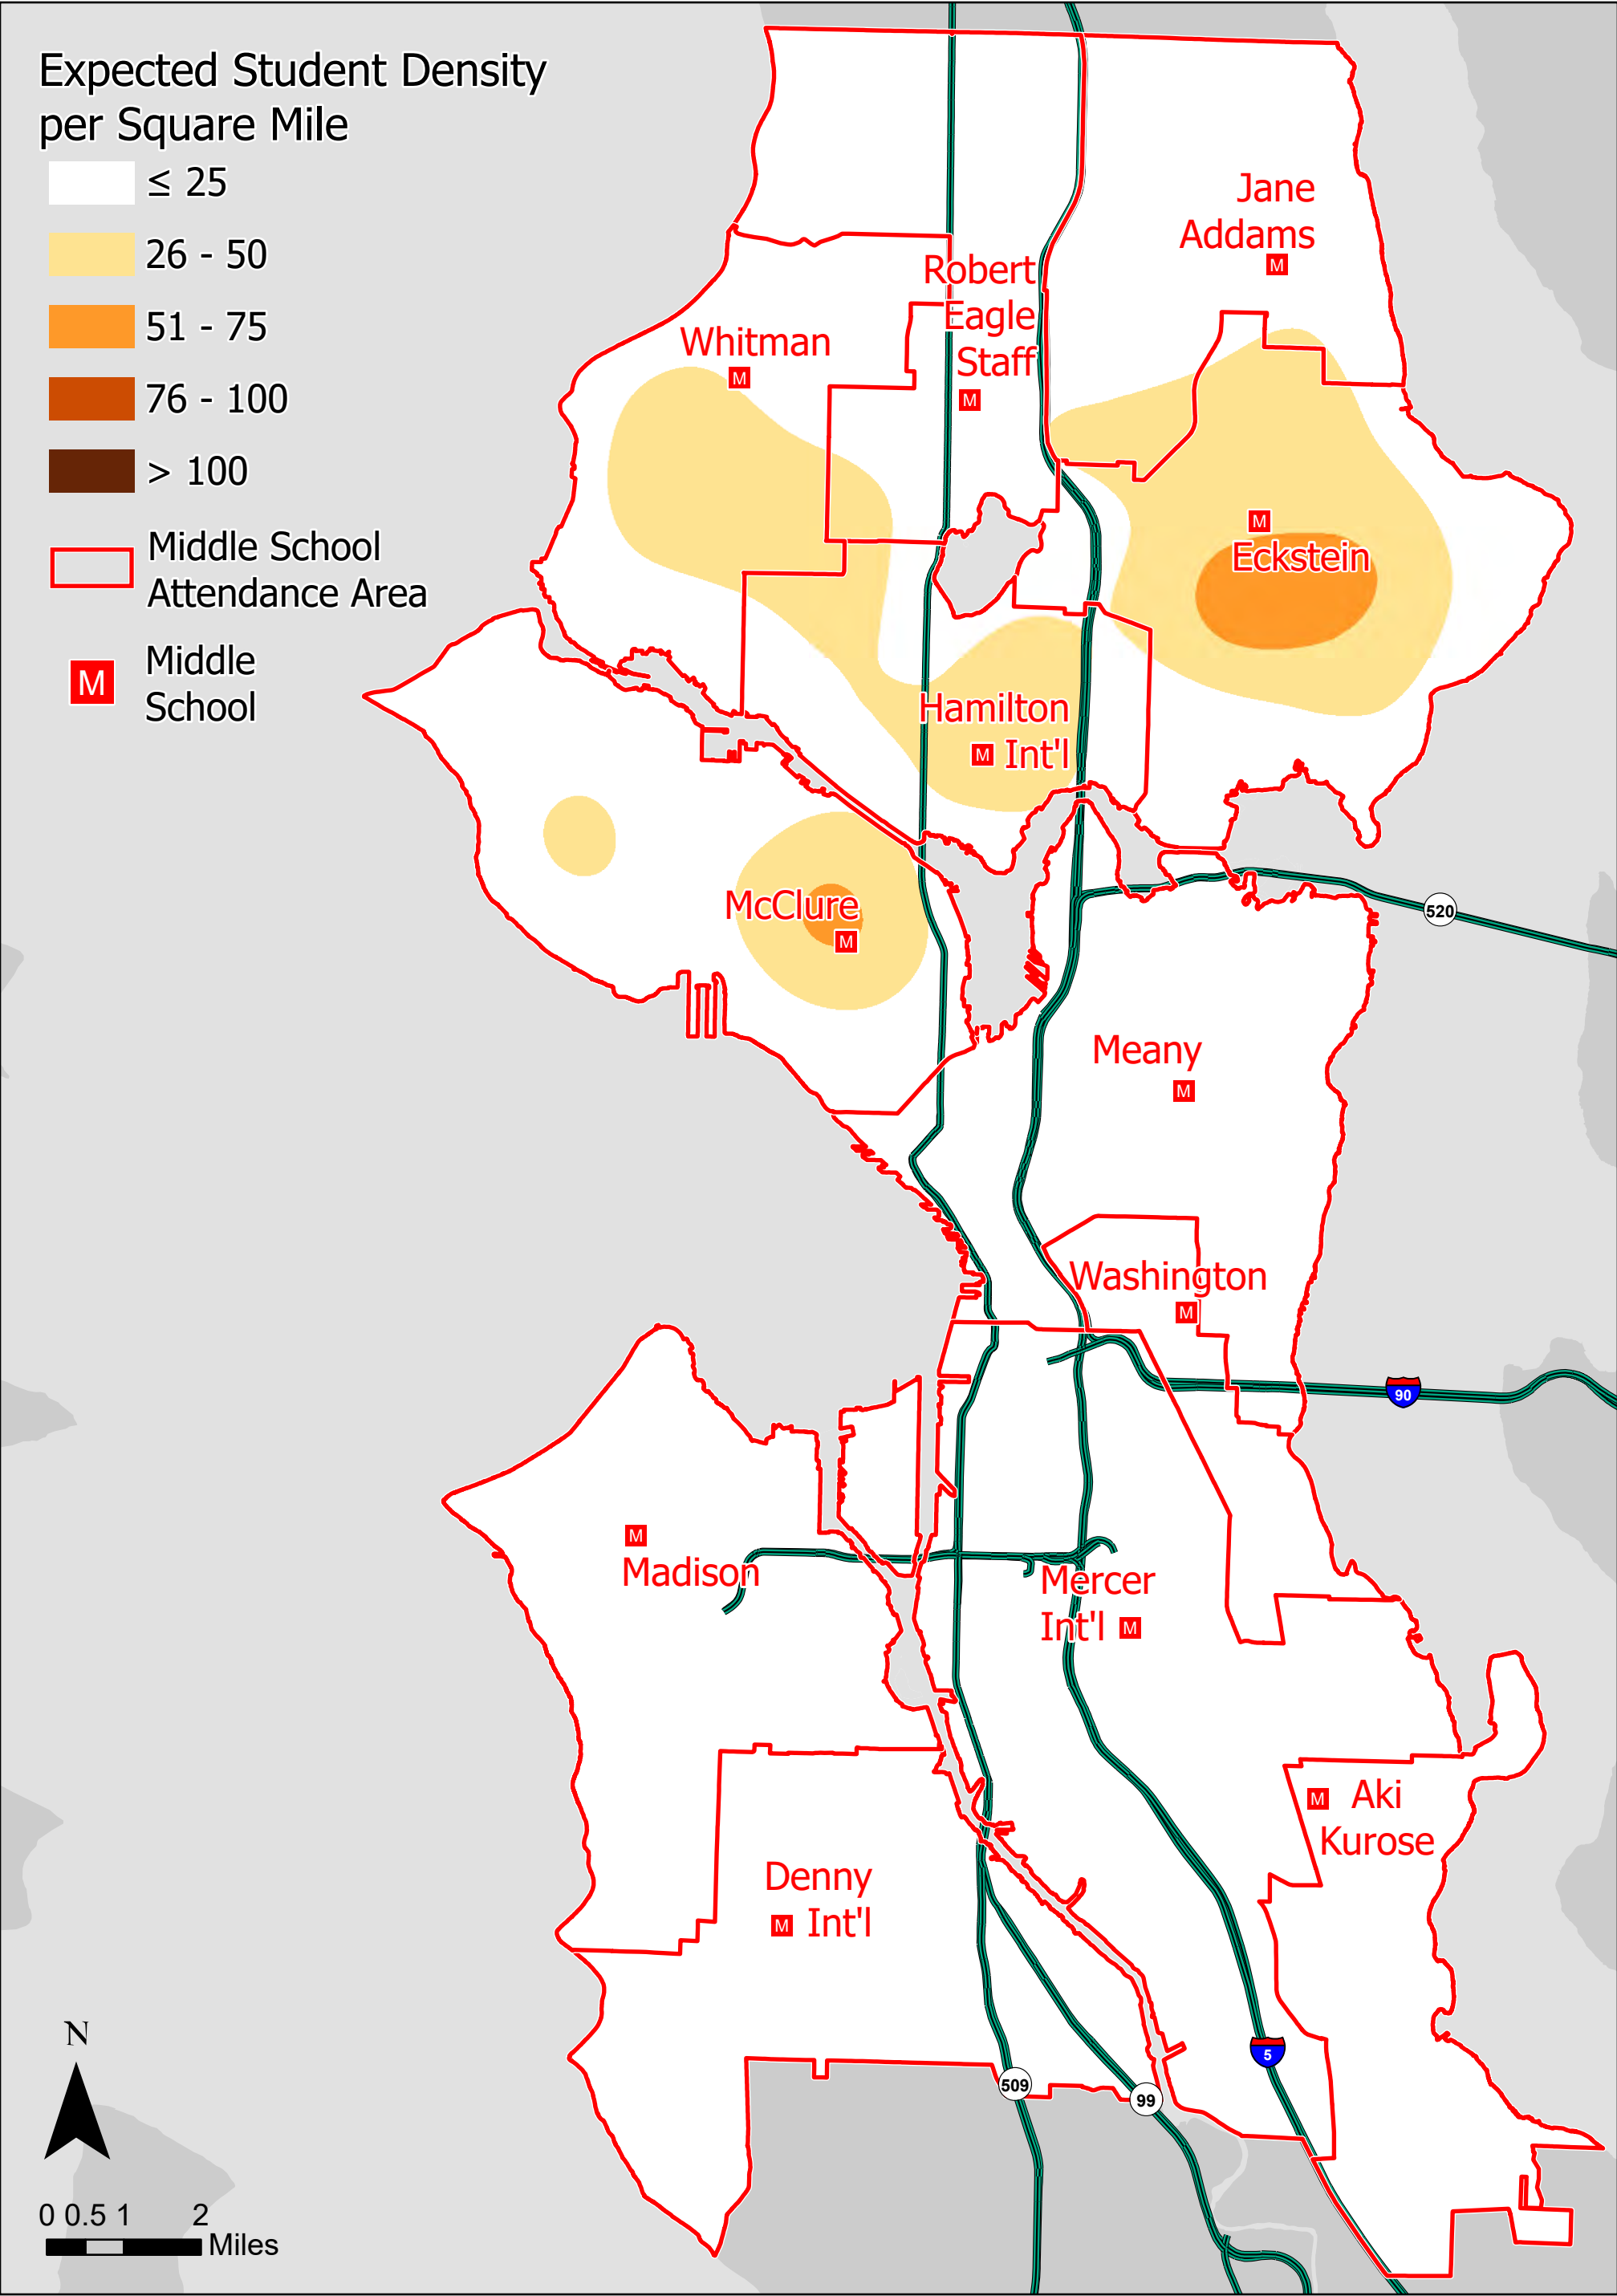 Expected Student Density
per Square Mile
≤ 25
26 - 50
51 - 75
76 - 100
> 100
Middle School
Attendance Area
M
Middle
School
Jane
Addams
M
Robert
Eagle
Staff
M
Whitman
M
M
Eckstein
Hamilton
M Int'l
McClure
M
520
Meany
M
Washington
M
90
M
Madison
Mercer
Int'l M
M Aki
Kurose
Denny
M Int'l
N
5
509
99
0 0.5 1 2
Miles